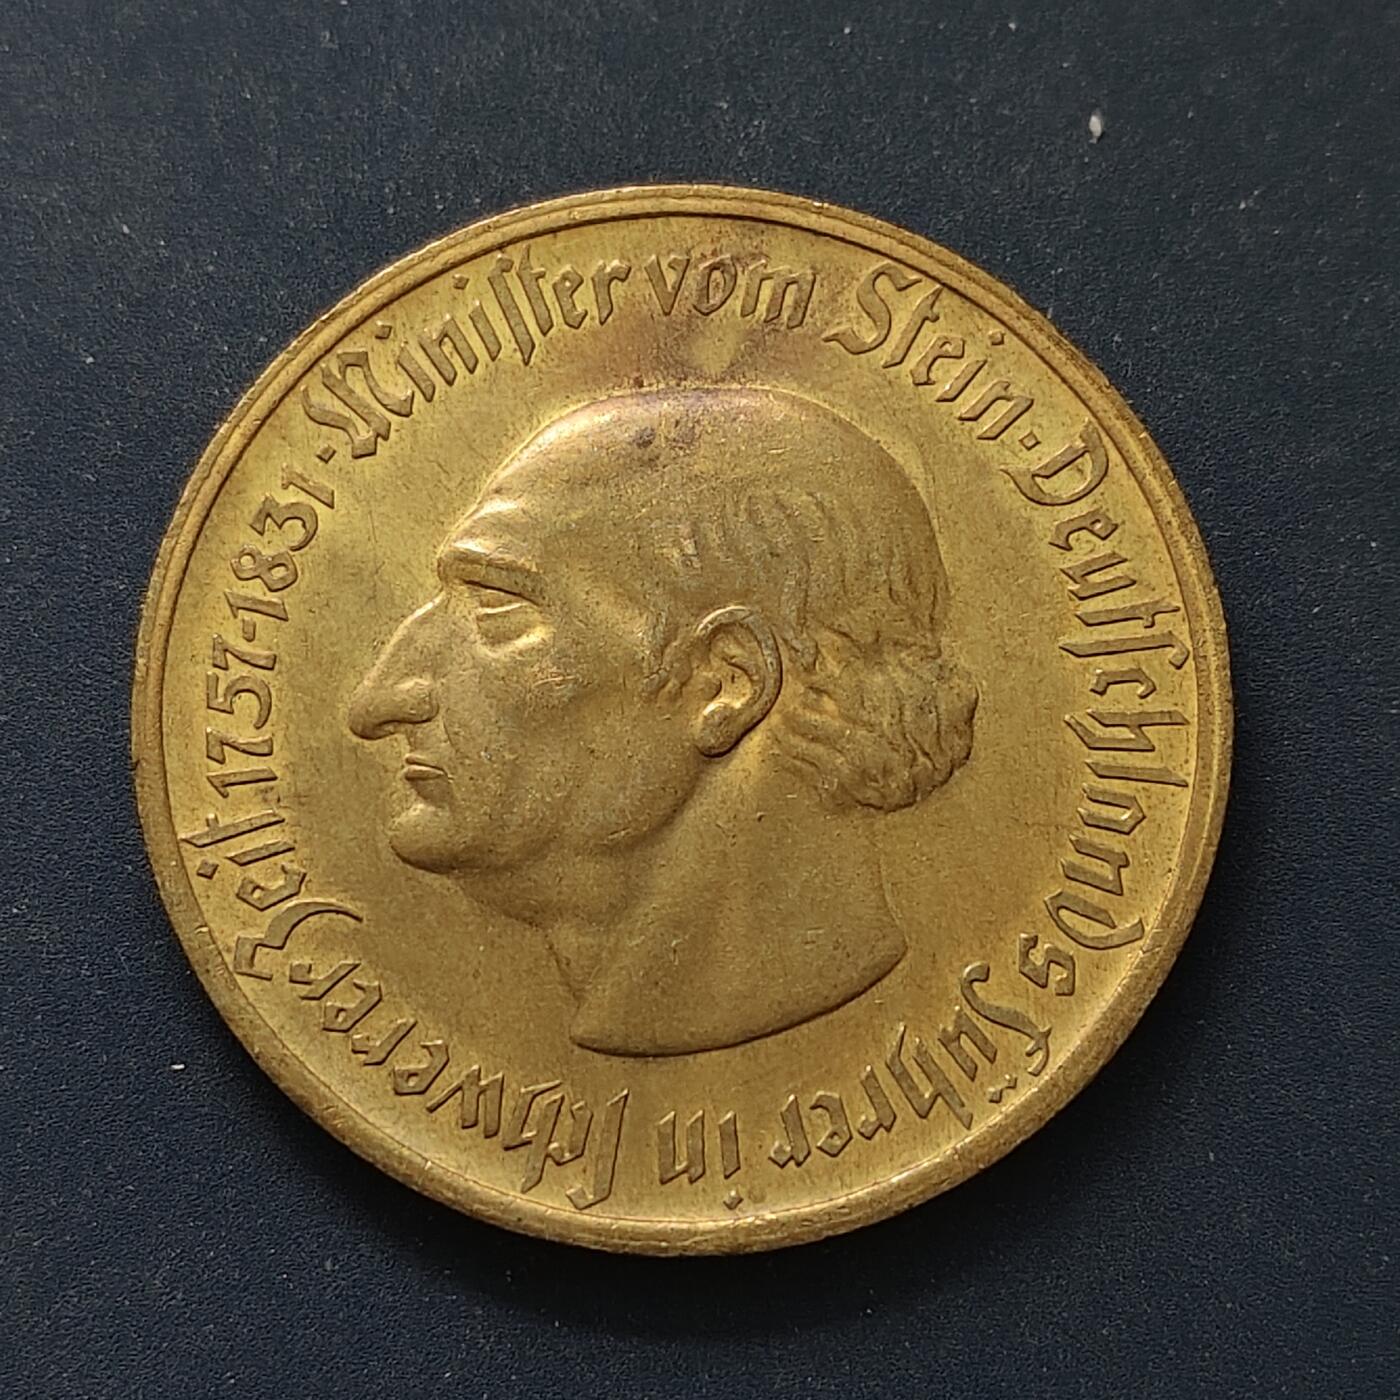 Miniſter vom Stein·Deutſchlands Führer in ſchwerer Zeit.1757-1831·